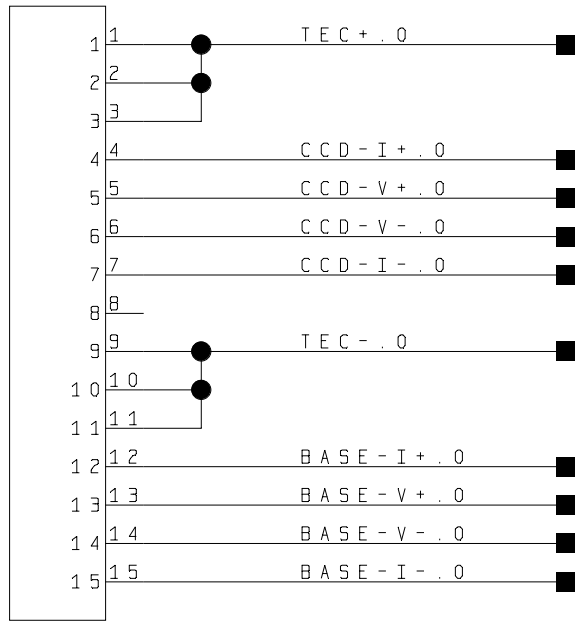 1 1 TEC+.0
2 2
3 3
4 4 CCD-I+.0
5 5 CCD-V+.0
6 6 CCD-V-.0
7 7 CCD-I-.0
8 8
9 9 TEC-.0
10 10
11 11
12 12 BASE-I+.0
13 13 BASE-V+.0
14 14 BASE-V-.0
15 15 BASE-I-.0